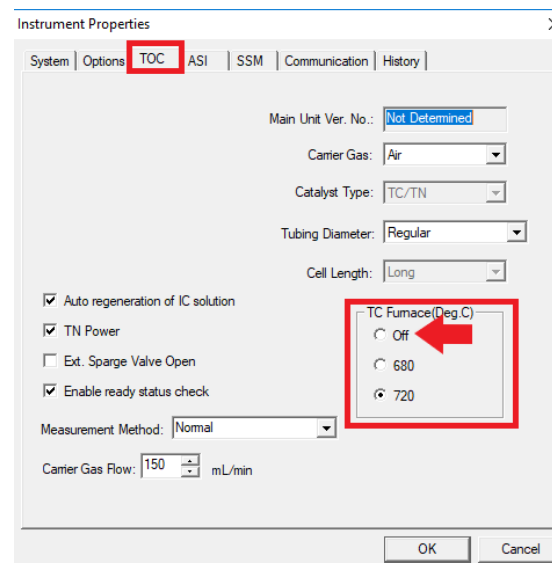 Instrument Properties
System Options TOC ASI SSM Communication History
Main Unit Ver. No.: Not Determined
Carrier Gas: Air
Catalyst Type: TC/TN
Tubing Diameter: Regular
Cell Length: Long
Auto regeneration of IC solution
TC Furnace(Deg.C)
TN Power
Off
Ext. Sparge Valve Open
680
Enable ready status check
720
Measurement Method: Normal
Carrier Gas Flow: 150 mL/min
OK Cancel